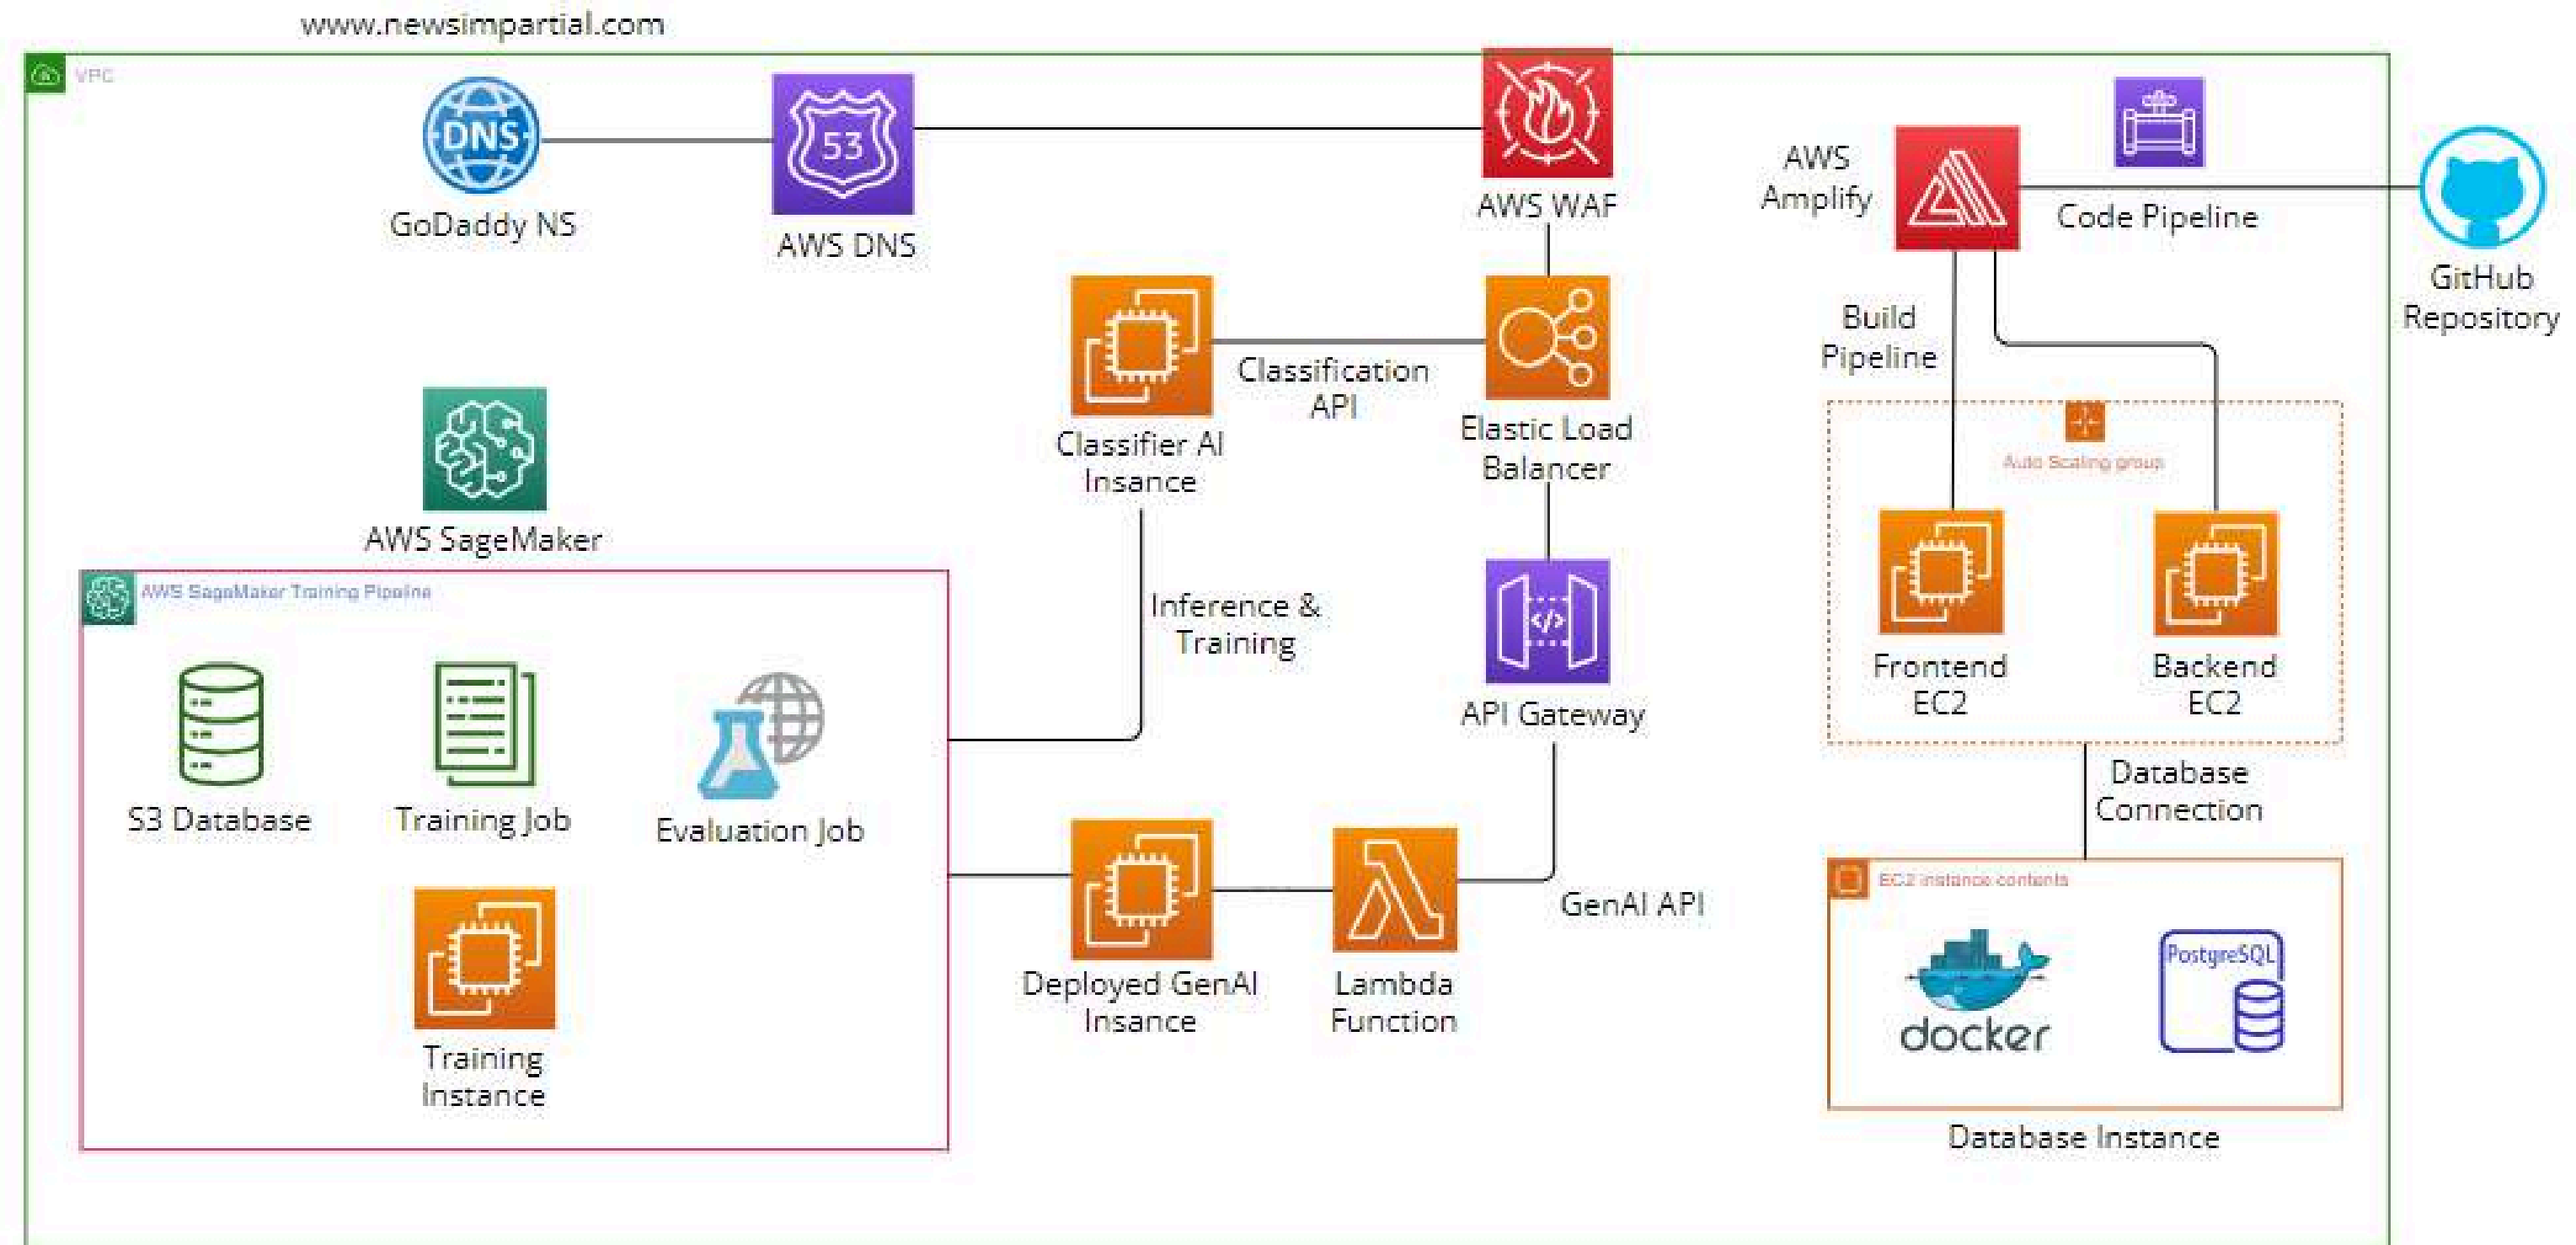 www.newsimpartial.com
VPC
DNS
GoDaddy NS
53
AWS DNS
AWS WAF
AWS
Amplify
Code Pipeline
GitHub
Repository
Build
Pipeline
Classification
API
Classifier AI
Insance
Elastic Load
Balancer
Auto Scaling group
AWS SageMaker
AWS SageMaker Training Pipeline
Inference &
Training
</>
API Gateway
Frontend
EC2
Backend
EC2
S3 Database
Training Job
Evaluation Job
Database
Connection
Training
Instance
Deployed GenAI
Insance
Lambda
Function
GenAI API
EC2 instance contents
docker
PostgreSQL
Database Instance